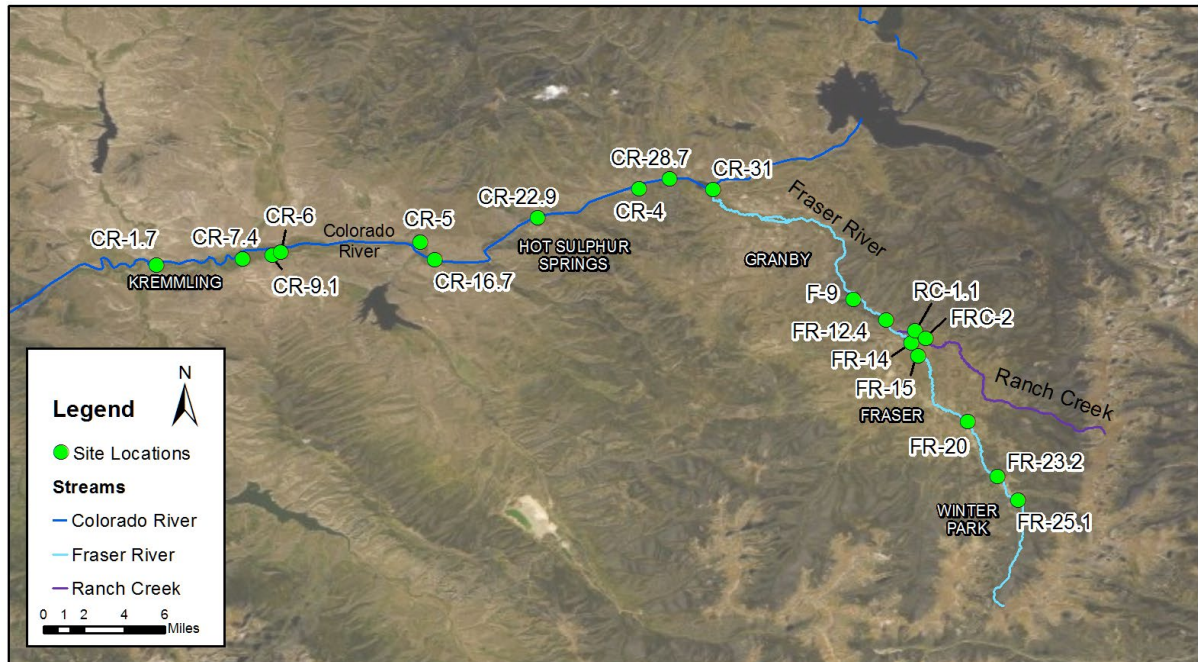 CR-28.7
CR-31
CR-22.9
CR-4
Fraser River
CR-6
CR-5
CR-1.7
CR-7.4
Colorado
River
HOT SULPHUR
SPRINGS
GRANBY
KREMMLING
CR-9.1
CR-16.7
F-9
RC-1.1
FR-12.4
FRC-2
FR-14
FR-15
Ranch Creek
FRASER
FR-20
FR-23.2
WINTER
PARK
FR-25.1
N
Legend
Site Locations
Streams
Colorado River
Fraser River
Ranch Creek
0 1 2 4 6
Miles